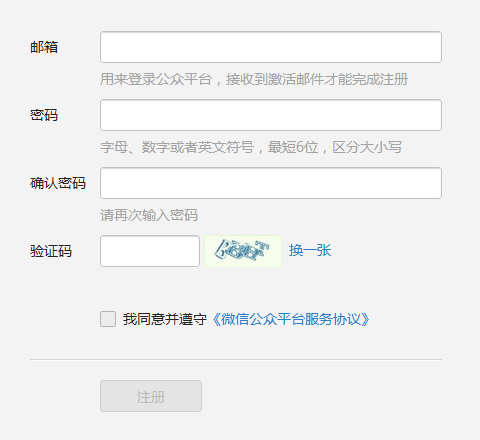 邮箱
用来登录公众平台，接收到激活邮件才能完成注册
密码
字母、数字或者英文符号，最短6位，区分大小写
确认密码
请再次输入密码
验证码 换一张
我同意并遵守《微信公众平台服务协议》
注册